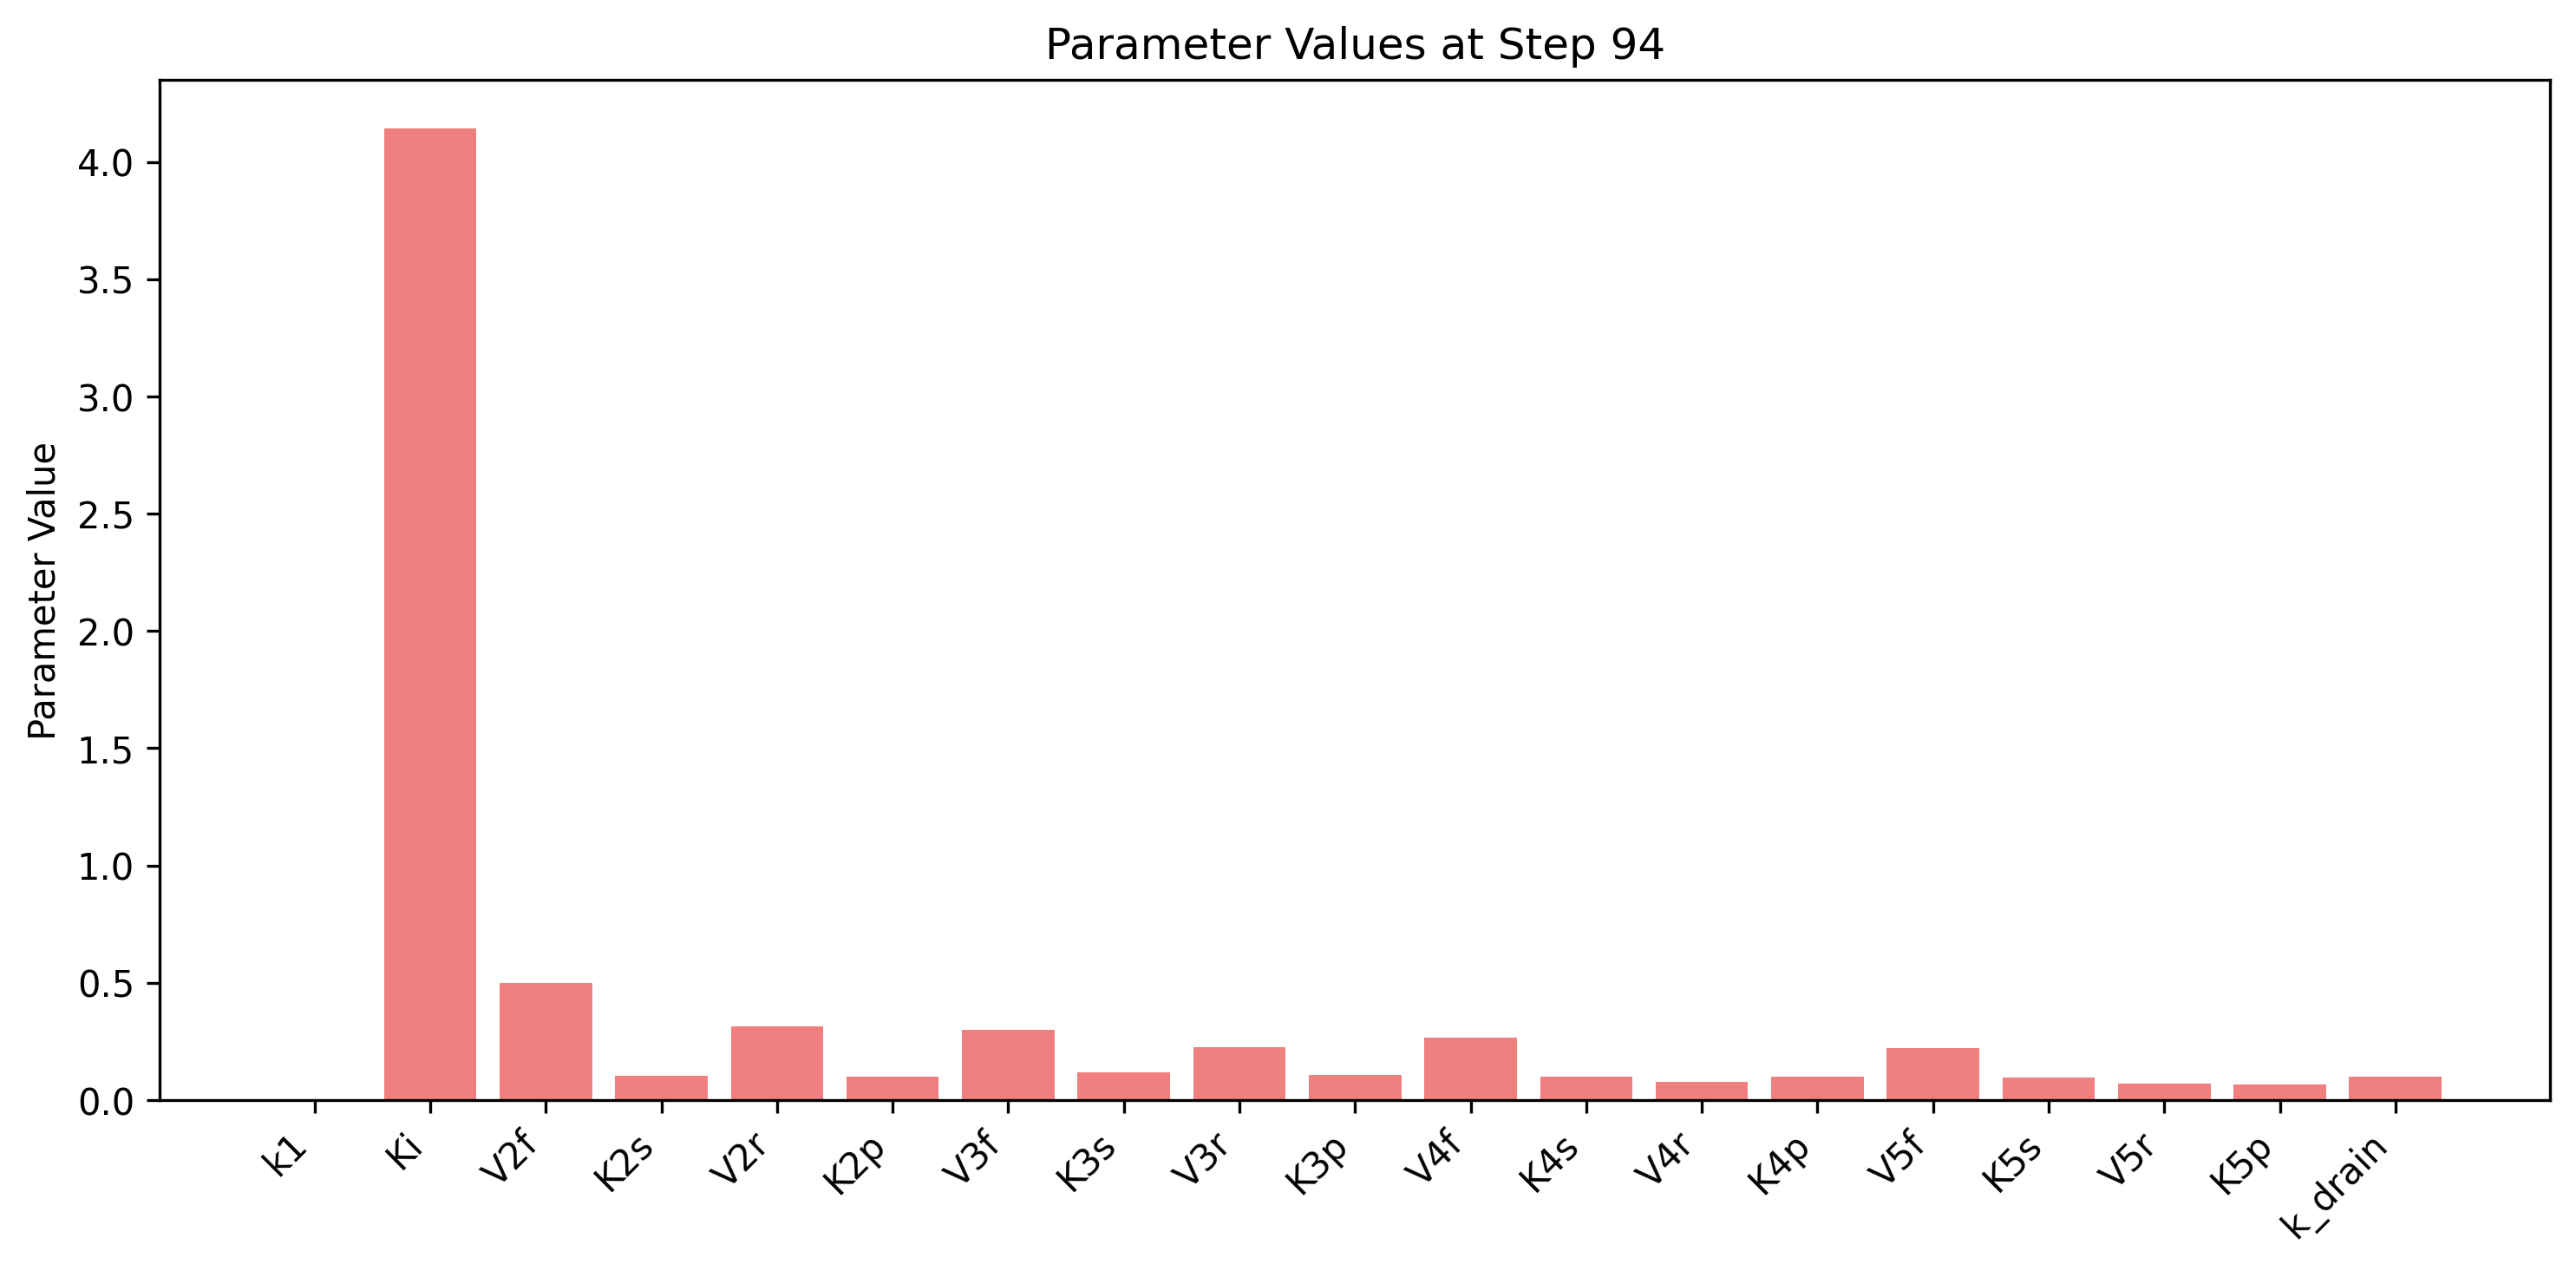 Parameter Values at Step 94
Parameter Value
4.0
3.5
3.0
2.5
2.0
1.5
1.0
0.5
0.0
k1
Ki
V2f
K2s
V2r
K2p
V3f
K3s
V3r
K3p
V4f
K4s
V4r
K4p
V5f
K5s
V5r
K5p
k_drain